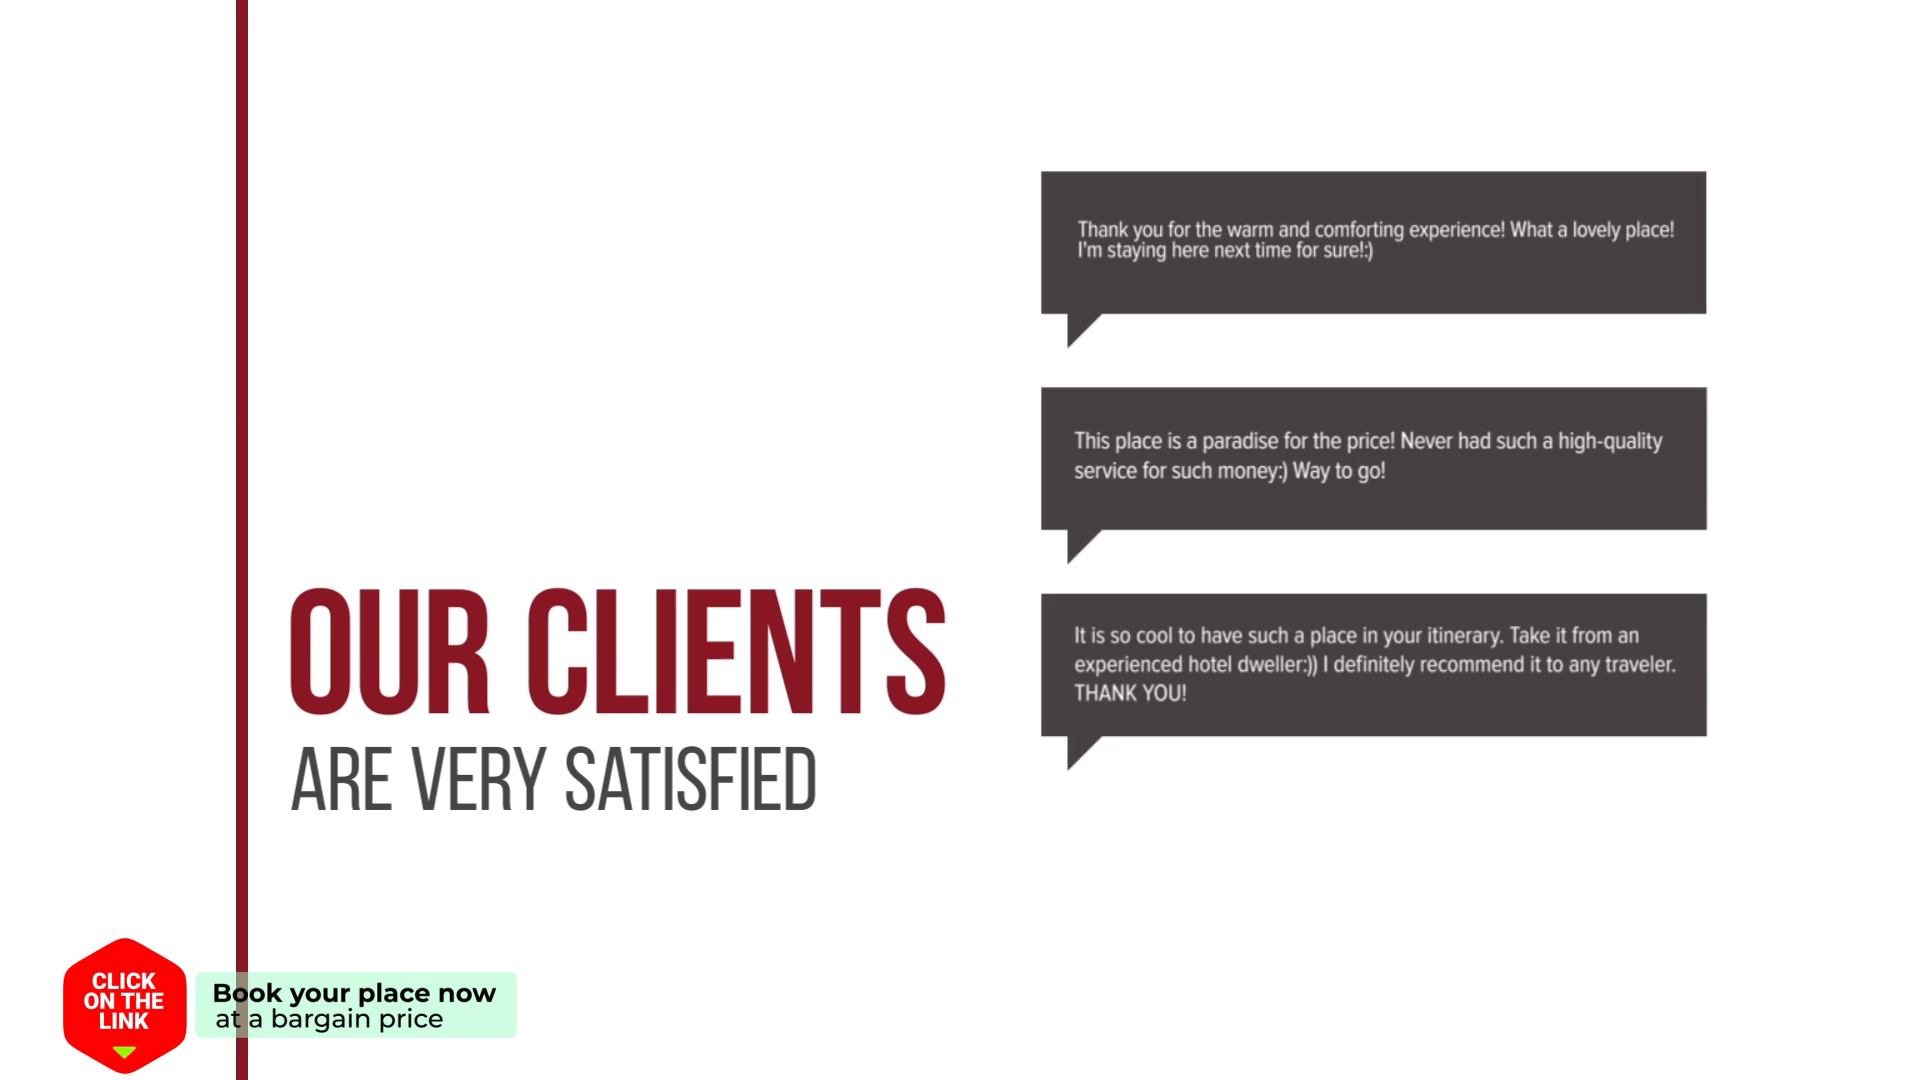 Thank you for the warm and comforting experience! What a lovely place!
I'm staying here next time for sure!:)
This place is a paradise for the price! Never had such a high-quality
service for such money:) Way to go!
It is so cool to have such a place in your itinerary. Take it from an
experienced hotel dweller:)) I definitely recommend it to any traveler.
THANK YOU!
OUR CLIENTS
ARE VERY SATISFIED
CLICK
ON THE
LINK
Book your place now
at a bargain price